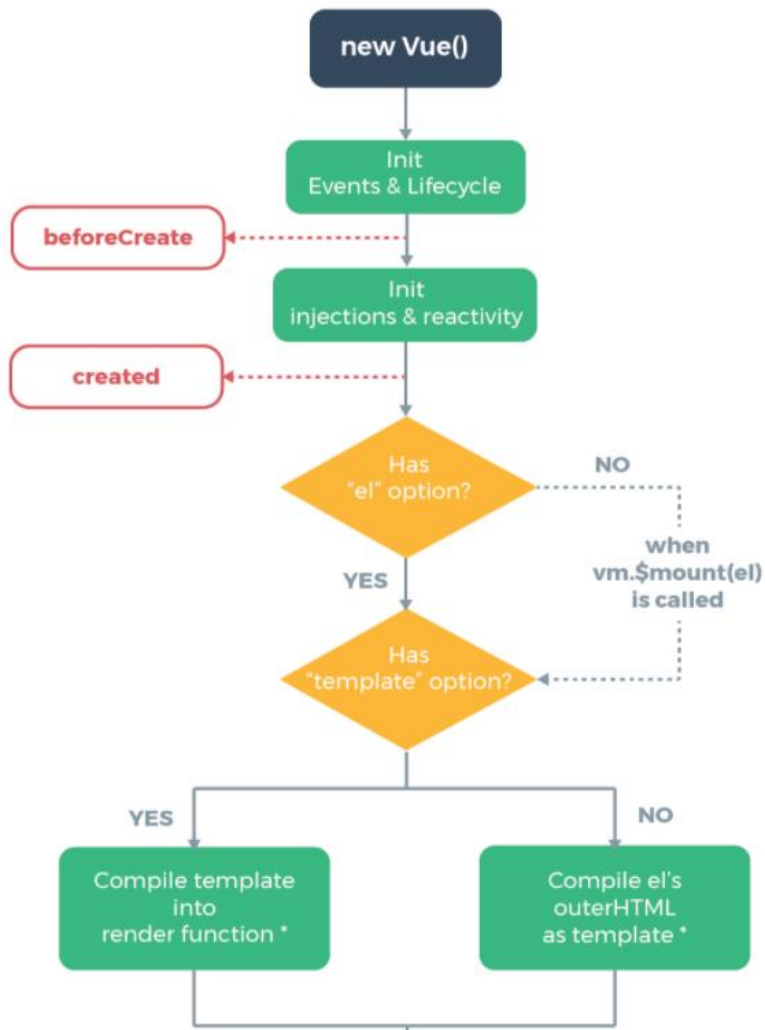 new Vue()
Init
Events & Lifecycle
beforeCreate
Init
injections & reactivity
created
Has
"el" option?
NO
when
vm.$mount(el)
is called
YES
Has
"template" option?
YES
NO
Compile template
into
render function *
Compile el's
outerHTML
as template *